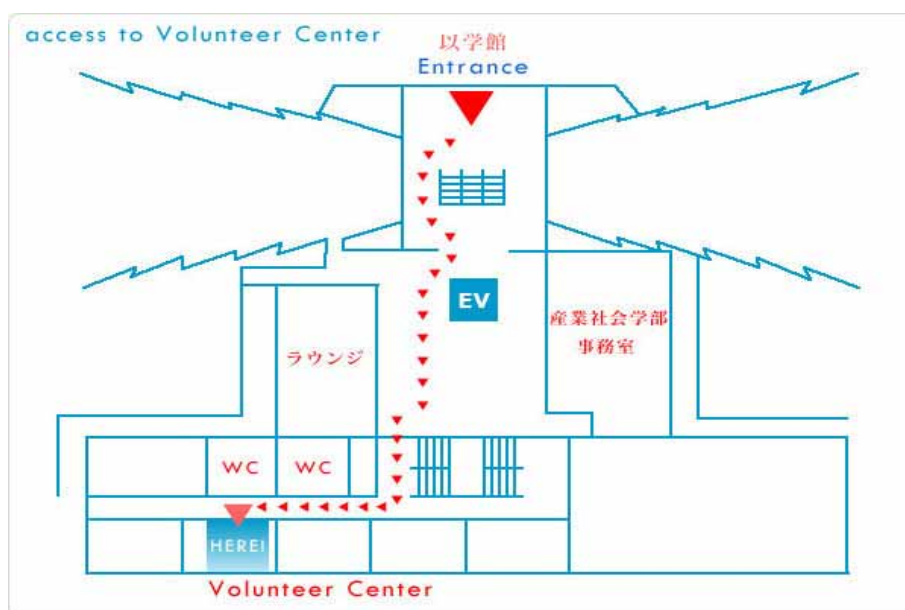 access to Volunteer Center
以学館
Entrance
EV
産業社会学部
事務室
ラウンジ
WC
WC
HERE!
Volunteer Center